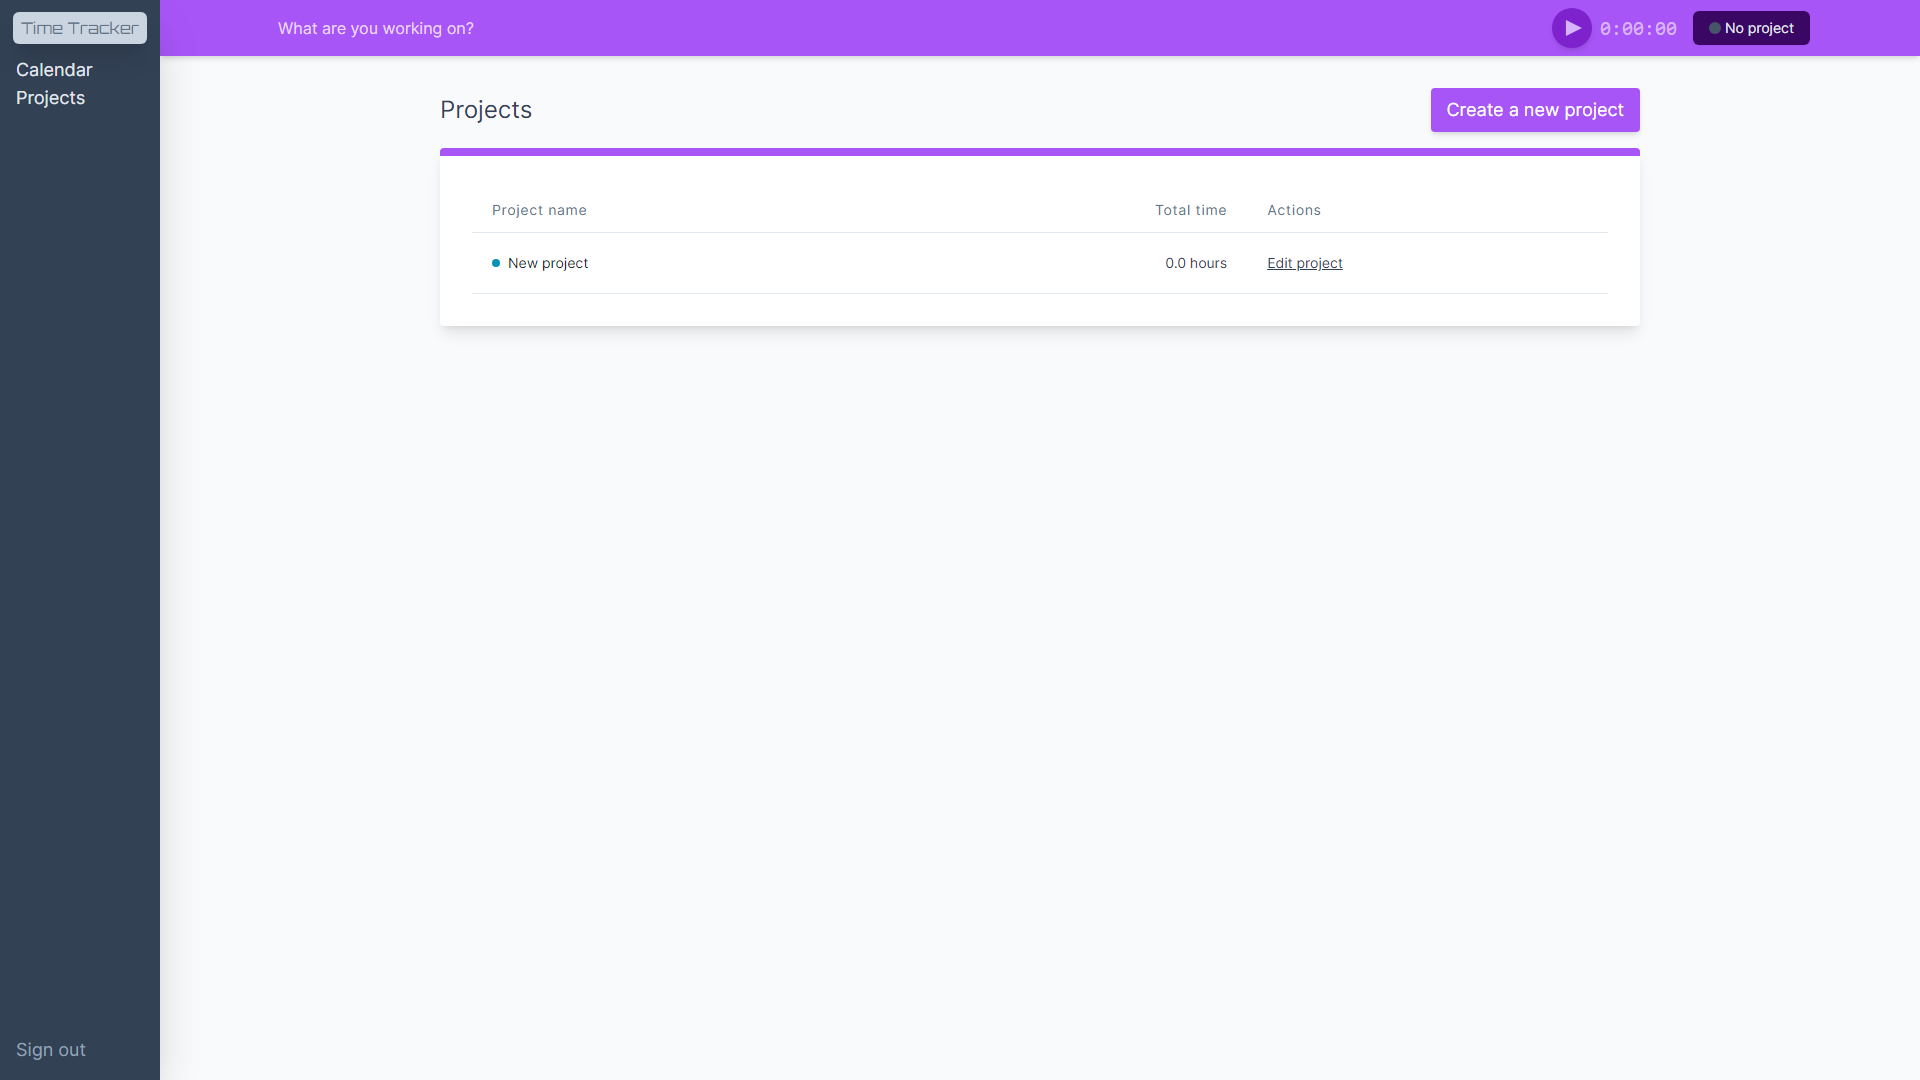 Time Tracker
What are you working on?
0:00:00
No project
Calendar
Projects
Projects
Create a new project
Project name Total time Actions
New project 0.0 hours Edit project
Sign out